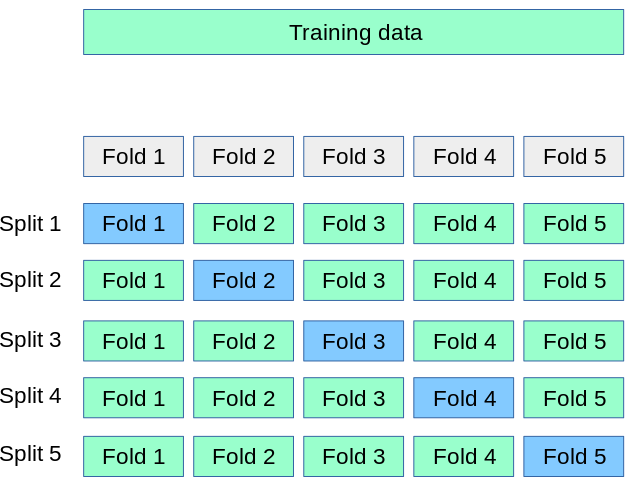 Training data
Fold 1 Fold 2 Fold 3 Fold 4 Fold 5
Split 1 Fold 1 Fold 2 Fold 3 Fold 4 Fold 5
Split 2 Fold 1 Fold 2 Fold 3 Fold 4 Fold 5
Split 3 Fold 1 Fold 2 Fold 3 Fold 4 Fold 5
Split 4 Fold 1 Fold 2 Fold 3 Fold 4 Fold 5
Split 5 Fold 1 Fold 2 Fold 3 Fold 4 Fold 5